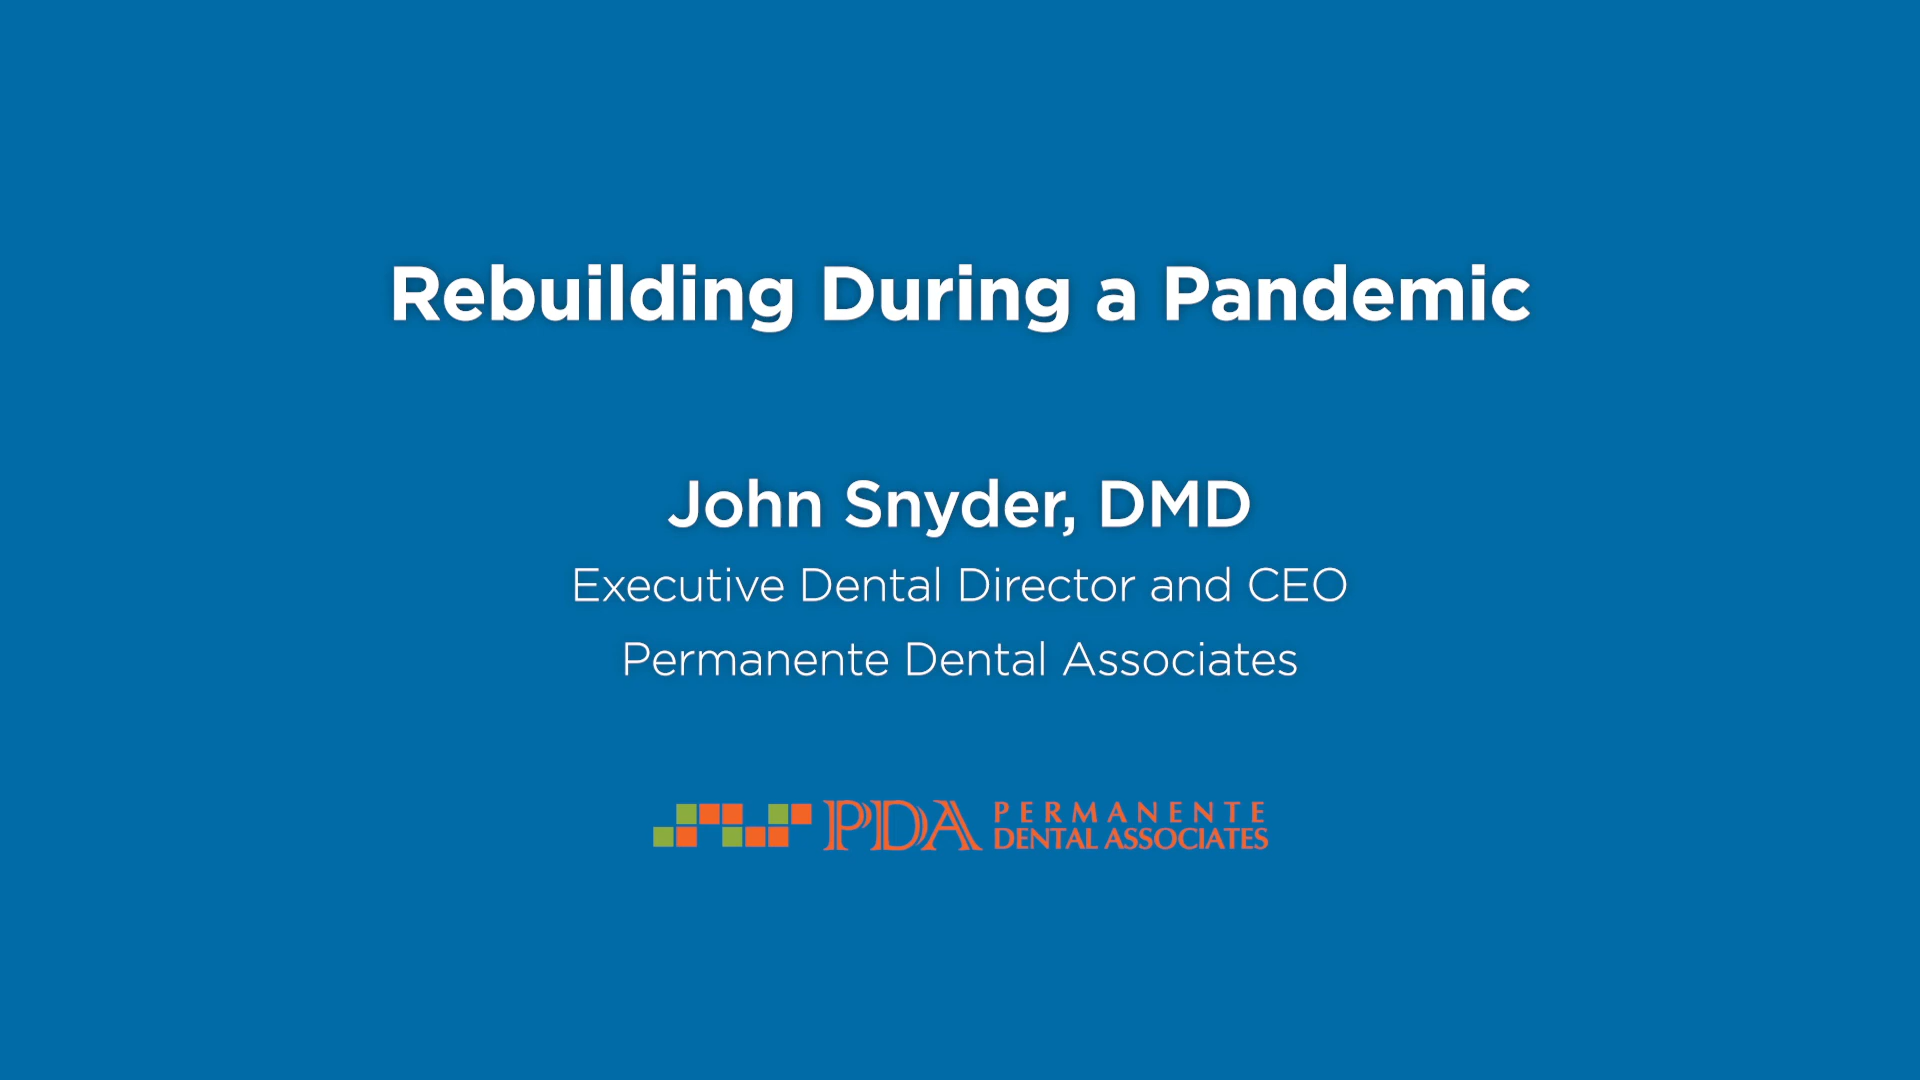 Rebuilding During a Pandemic
John Snyder, DMD
Executive Dental Director and CEO
Permanente Dental Associates
PDA PERMANENTE
DENTAL ASSOCIATES